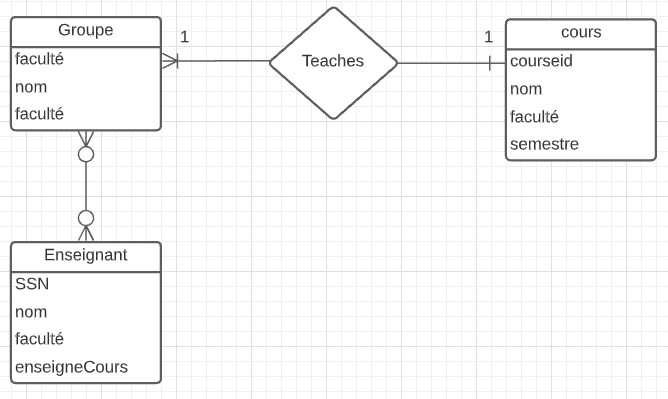 Groupe
faculté
nom
faculté
1
Teaches
1
cours
courseid
nom
faculté
semestre
Enseignant
SSN
nom
faculté
enseigneCours